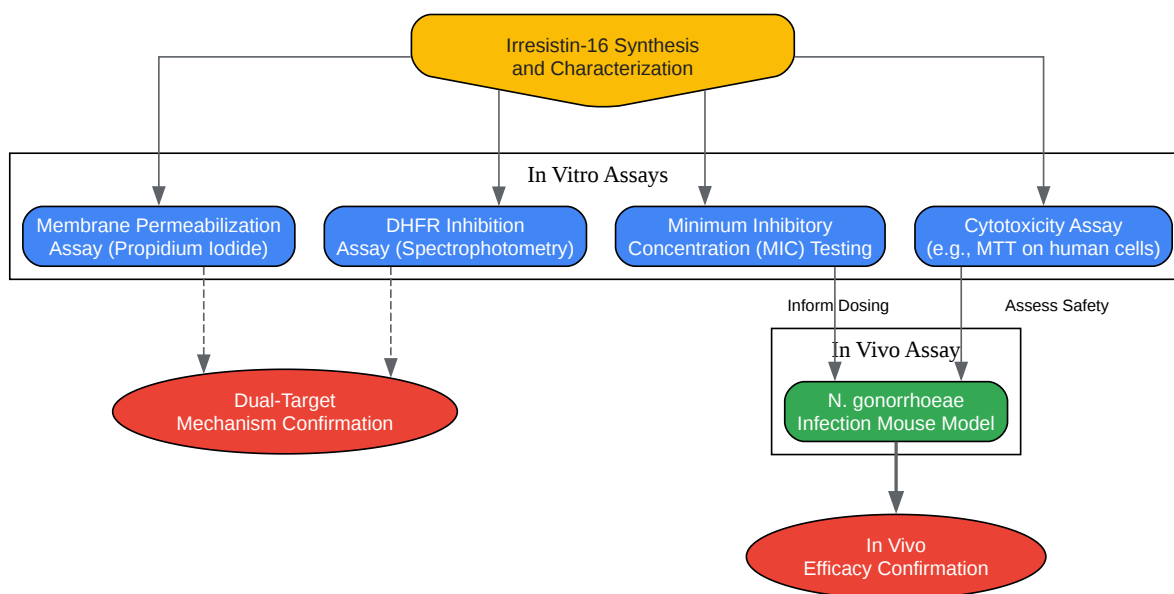 Irresistin-16 Synthesis
and Characterization
In Vitro Assays
Membrane Permeabilization
Assay (Propidium Iodide)
DHFR Inhibition
Assay (Spectrophotometry)
Minimum Inhibitory
Concentration (MIC) Testing
Cytotoxicity Assay
(e.g., MTT on human cells)
Inform Dosing
Assess Safety
In Vivo Assay
Dual-Target
Mechanism Confirmation
N. gonorrhoeae
Infection Mouse Model
In Vivo
Efficacy Confirmation